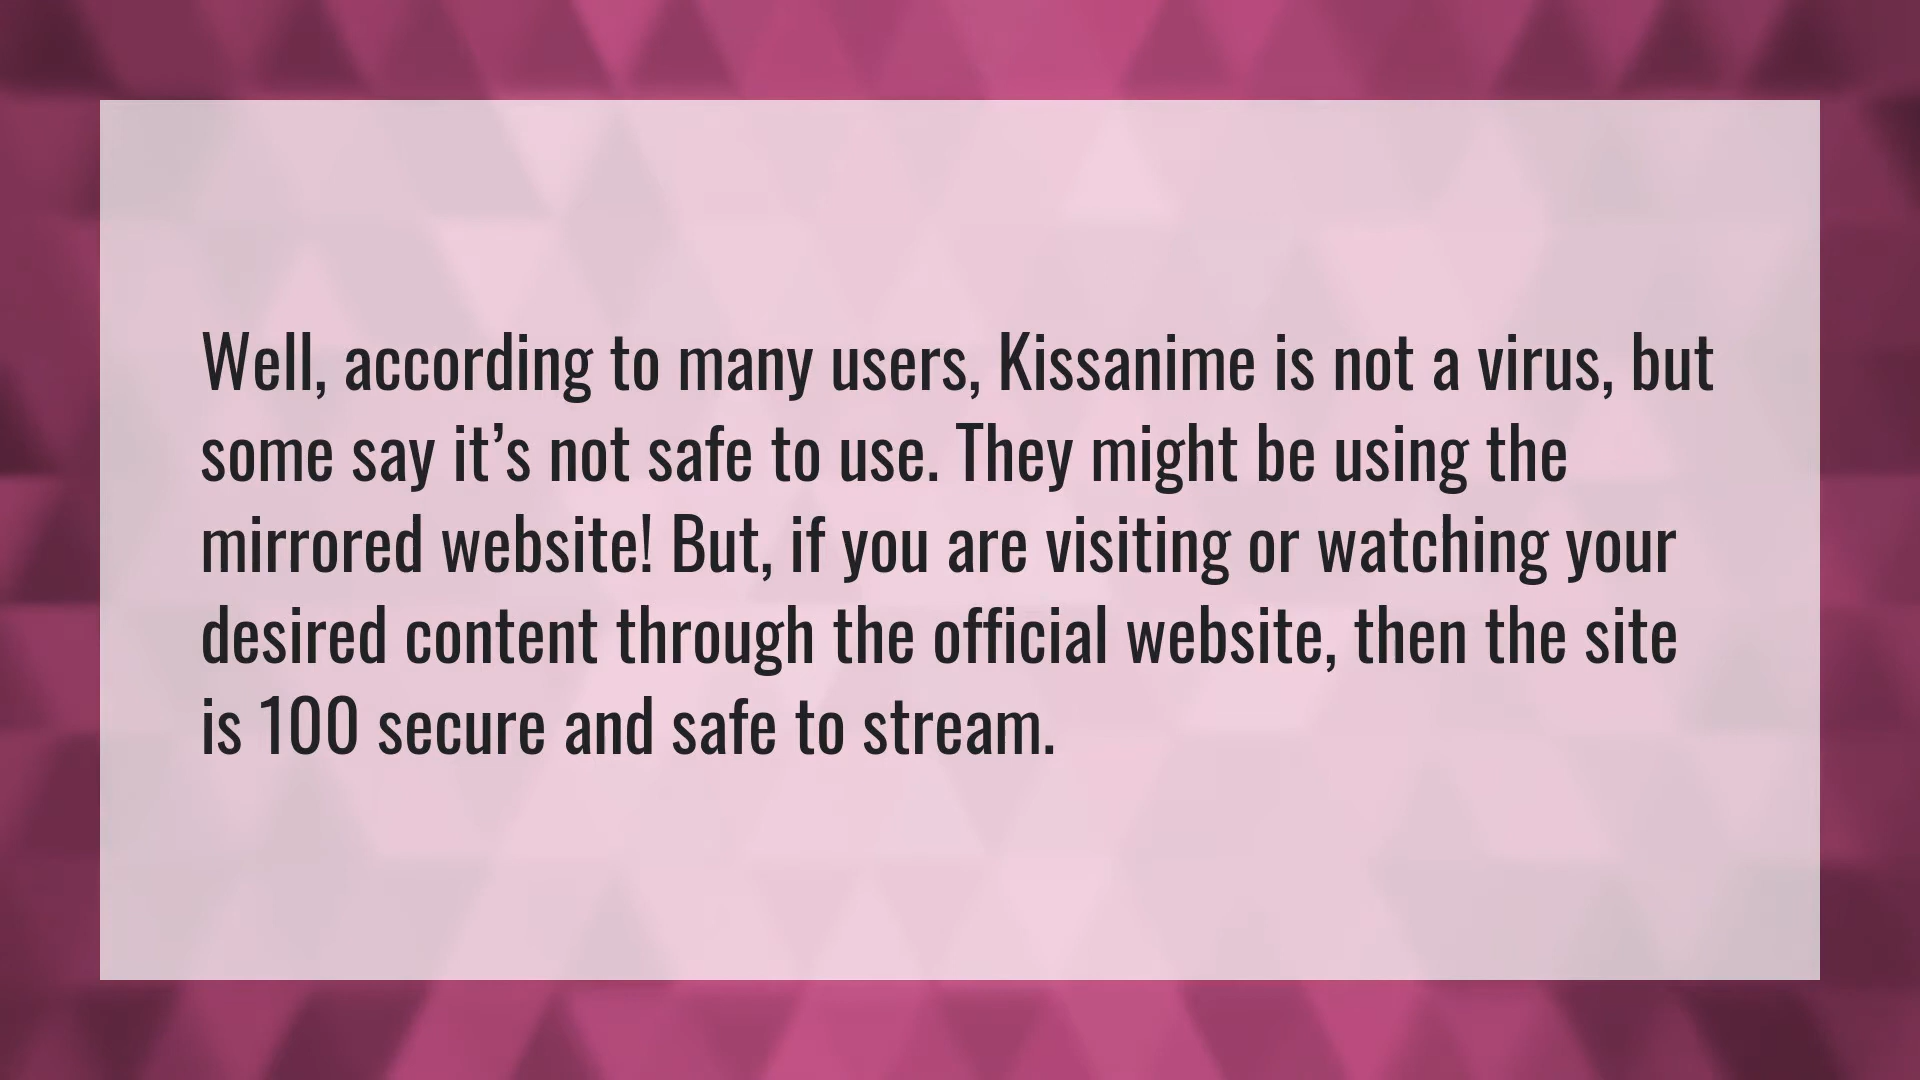 Well, according to many users, Kissanime is not a virus, but
some say it’s not safe to use. They might be using the
mirrored website! But, if you are visiting or watching your
desired content through the official website, then the site
is 100 secure and safe to stream.